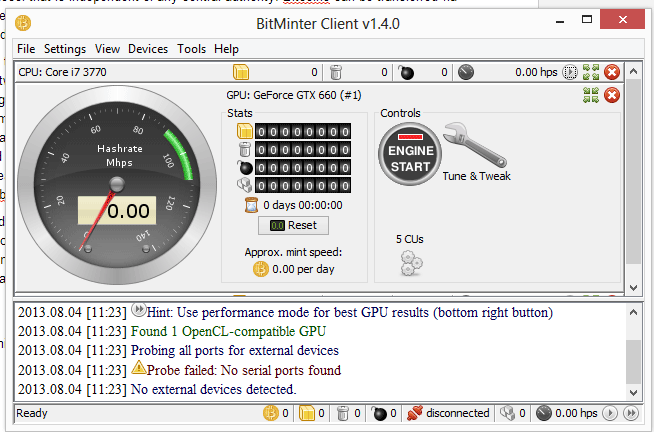 BitMinter Client v1.4.0
File Settings View Devices Tools Help
CPU: Core i7 3770 0 0 0 0.00 hps
GPU: GeForce GTX 660 (#1)
Stats
Controls
Hashrate
Mhps
0 20 40 60 80 100 120 140
0.00
00000000
00000000
00000000
00000000
0 days 00:00:00
0.0 Reset
Approx. mint speed:
0.00 per day
ENGINE
START
Tune & Tweak
5 CUs
2013.08.04 [11:23] Hint: Use performance mode for best GPU results (bottom right button)
2013.08.04 [11:23] Found 1 OpenCL-compatible GPU
2013.08.04 [11:23] Probing all ports for external devices
2013.08.04 [11:23] Probe failed: No serial ports found
2013.08.04 [11:23] No external devices detected.
Ready 0 0 0 0 disconnected 0 0.00 hps